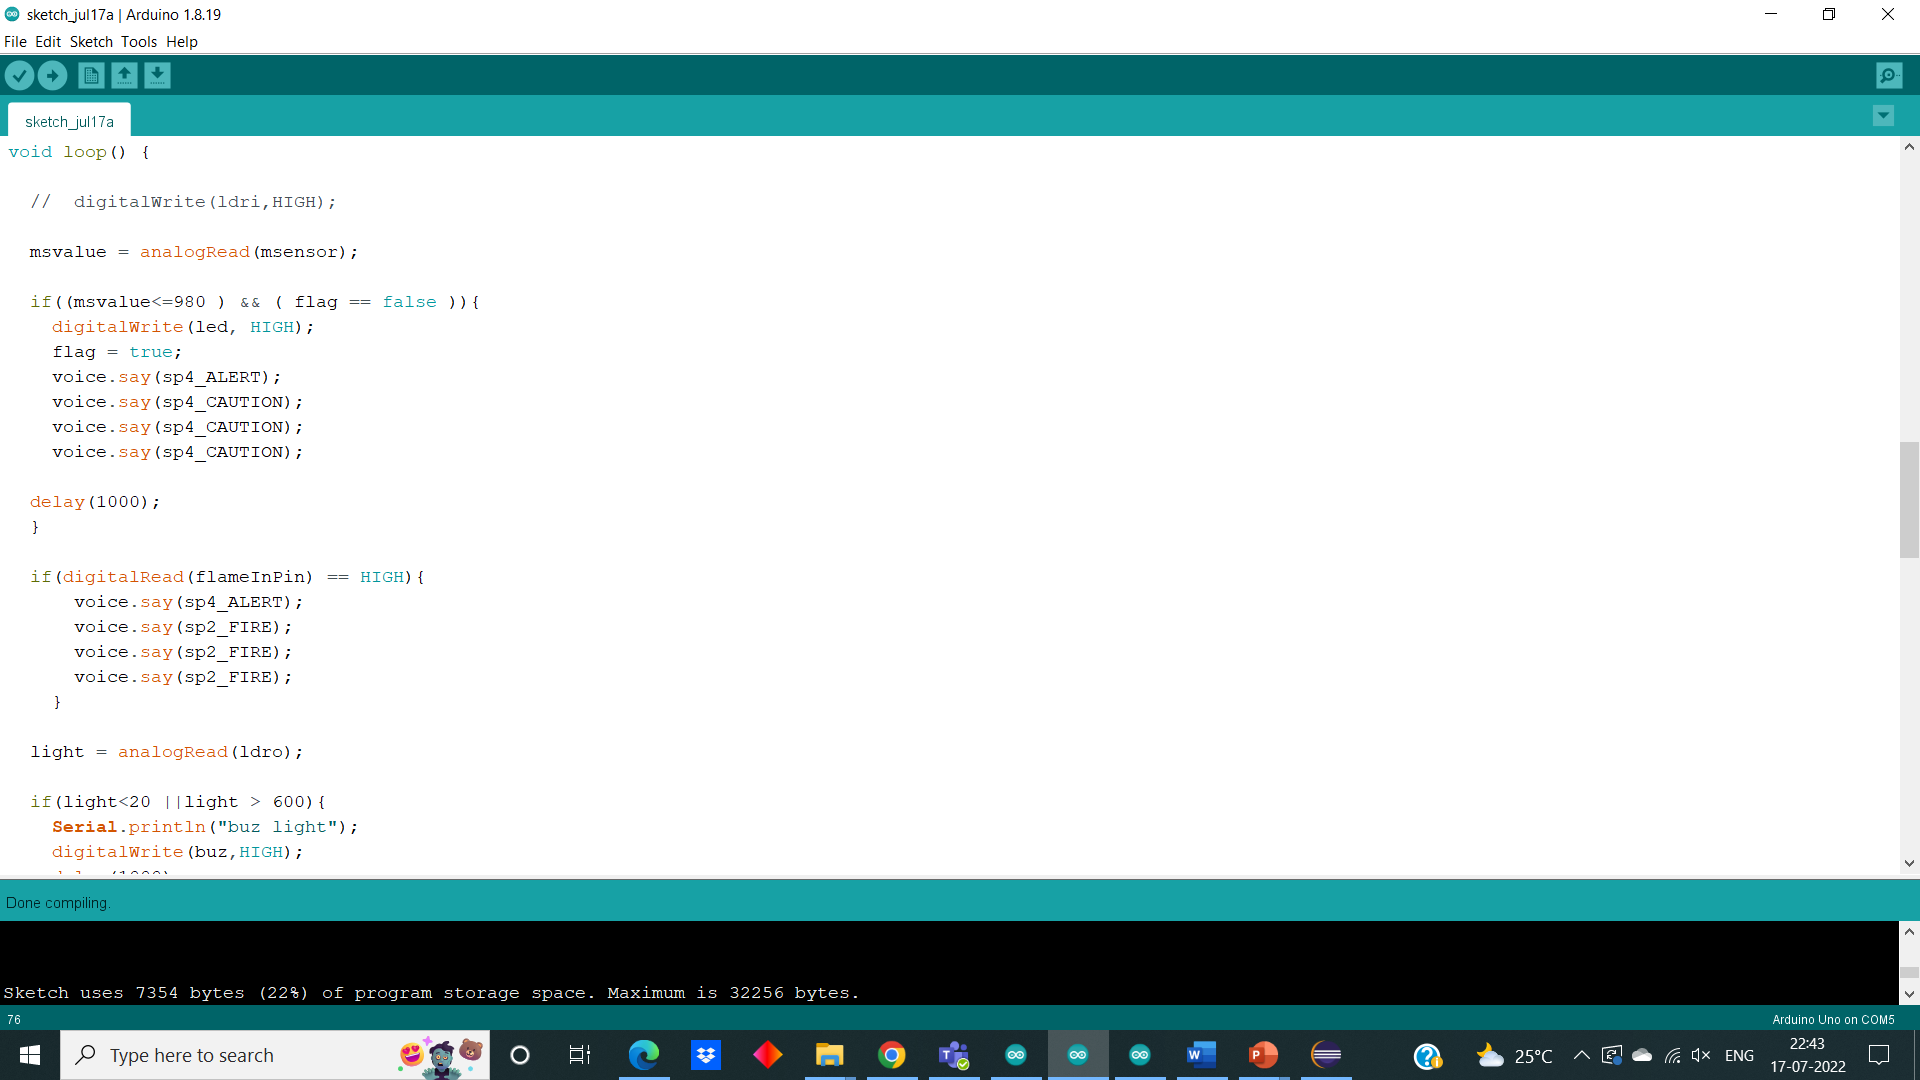 sketch_jul17a | Arduino 1.8.19
File Edit Sketch Tools Help
sketch_jul17a
void loop() {
// digitalWrite(ldri,HIGH);
msvalue = analogRead(msensor);
if((msvalue<=980 ) && ( flag == false )){
digitalWrite(led, HIGH);
flag = true;
voice.say(sp4_ALERT);
voice.say(sp4_CAUTION);
voice.say(sp4_CAUTION);
voice.say(sp4_CAUTION);
delay(1000);
}
if(digitalRead(flameInPin) == HIGH){
voice.say(sp4_ALERT);
voice.say(sp2_FIRE);
voice.say(sp2_FIRE);
voice.say(sp2_FIRE);
}
light = analogRead(ldro);
if(light<20 ||light > 600){
Serial.println("buz light");
digitalWrite(buz,HIGH);
Done compiling.
Sketch uses 7354 bytes (22%) of program storage space. Maximum is 32256 bytes.
76
Arduino Uno on COM5
Type here to search
25°C
ENG
22:43
17-07-2022